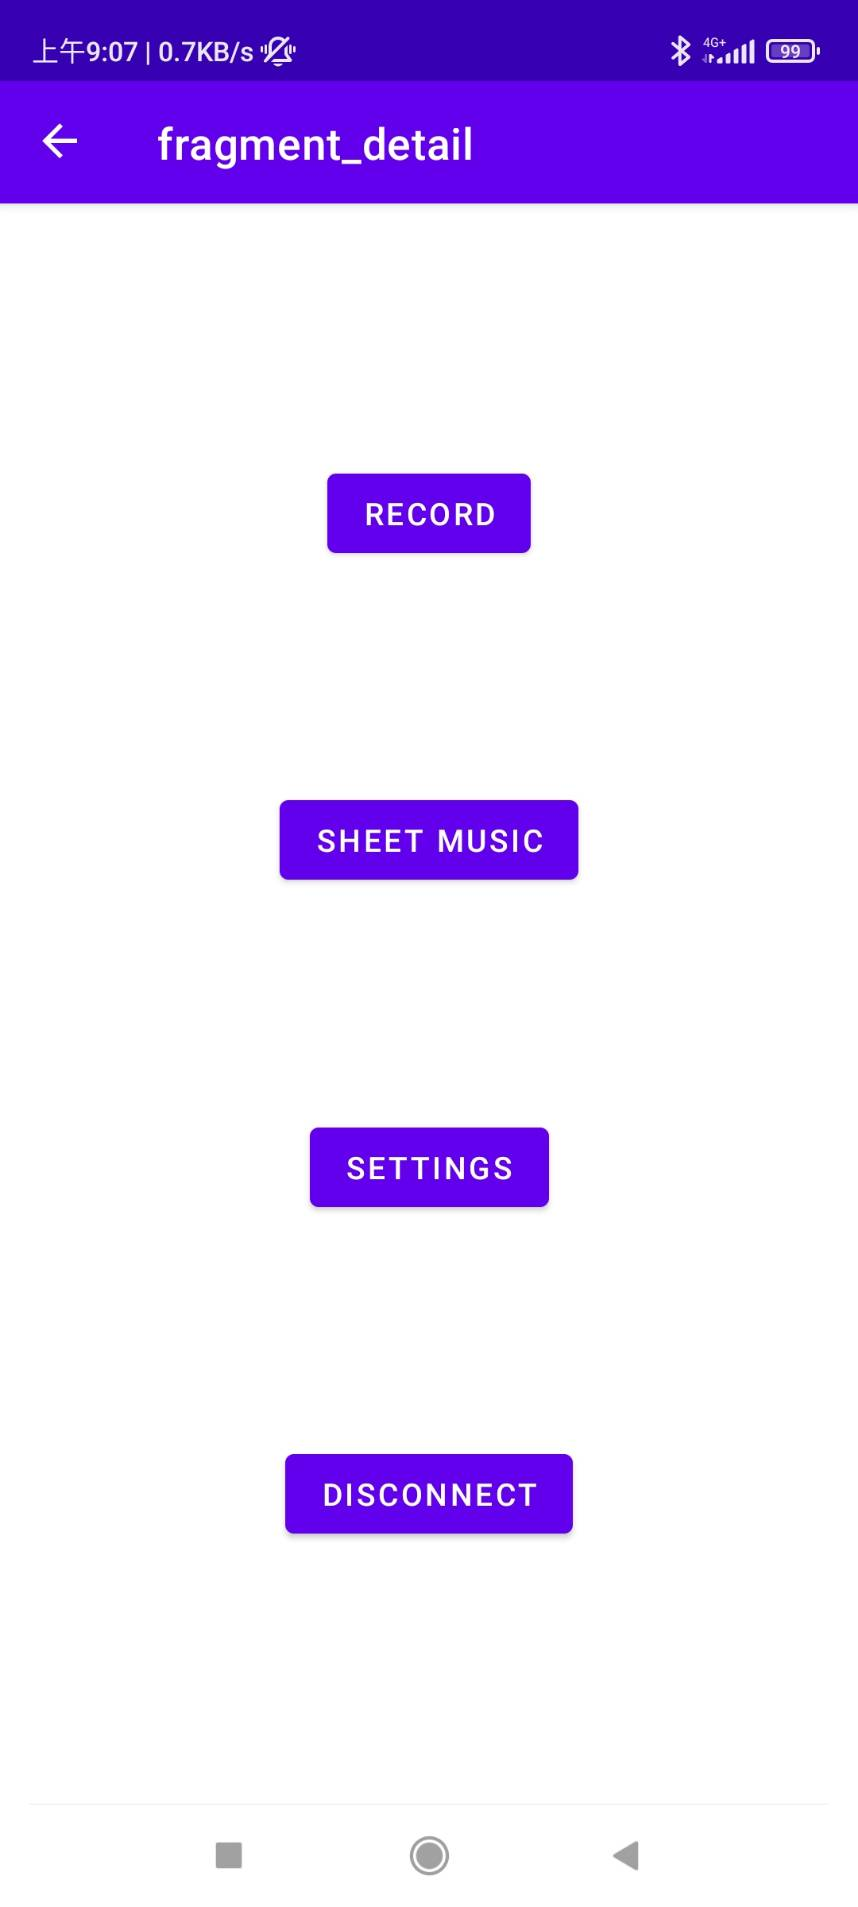 上午9:07 | 0.7KB/s 4G+ 99
fragment_detail
RECORD
SHEET MUSIC
SETTINGS
DISCONNECT